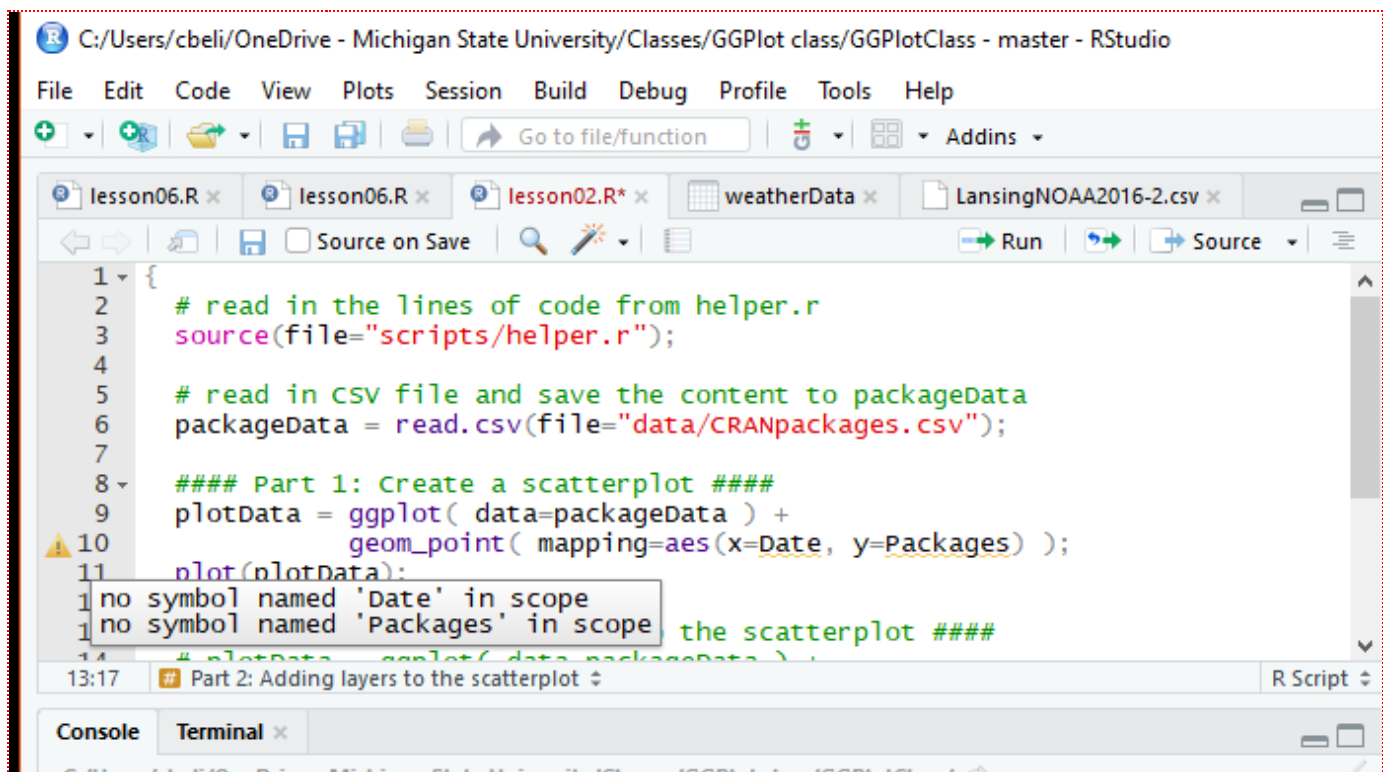 C:/Users/cbeli/OneDrive - Michigan State University/Classes/GGPlot class/GGPlotClass - master - RStudio
File Edit Code View Plots Session Build Debug Profile Tools Help
Go to file/function Addins
lesson06.R lesson06.R lesson02.R* weatherData LansingNOAA2016-2.csv
Source on Save Run Source
1 {
2 # read in the lines of code from helper.r
3 source(file="scripts/helper.r");
4
5 # read in CSV file and save the content to packageData
6 packageData = read.csv(file="data/CRANpackages.csv");
7
8 #### Part 1: Create a scatterplot ####
9 plotData = ggplot( data=packageData ) +
10 geom_point( mapping=aes(x=Date, y=Packages) );
11 plot(plotData);
no symbol named 'Date' in scope
no symbol named 'Packages' in scope
the scatterplot ####
14 # plotData ggplot( data packageData ) +
13:17 # Part 2: Adding layers to the scatterplot R Script
Console Terminal